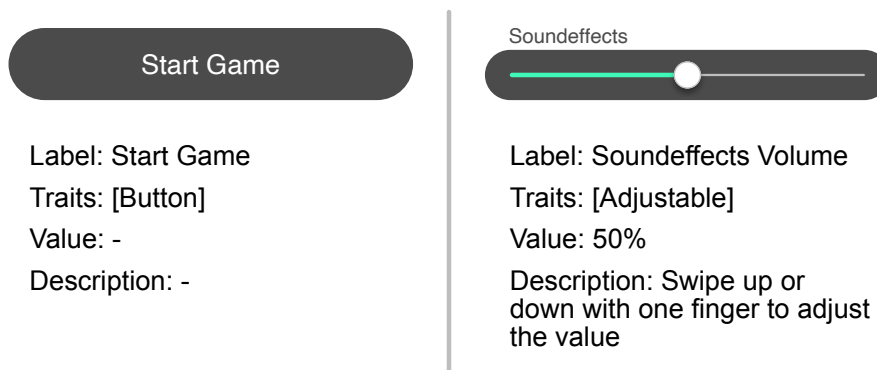 Start Game
Label: Start Game
Traits: [Button]
Value: -
Description: -
Soundeffects
Label: Soundeffects Volume
Traits: [Adjustable]
Value: 50%
Description: Swipe up or
down with one finger to adjust
the value